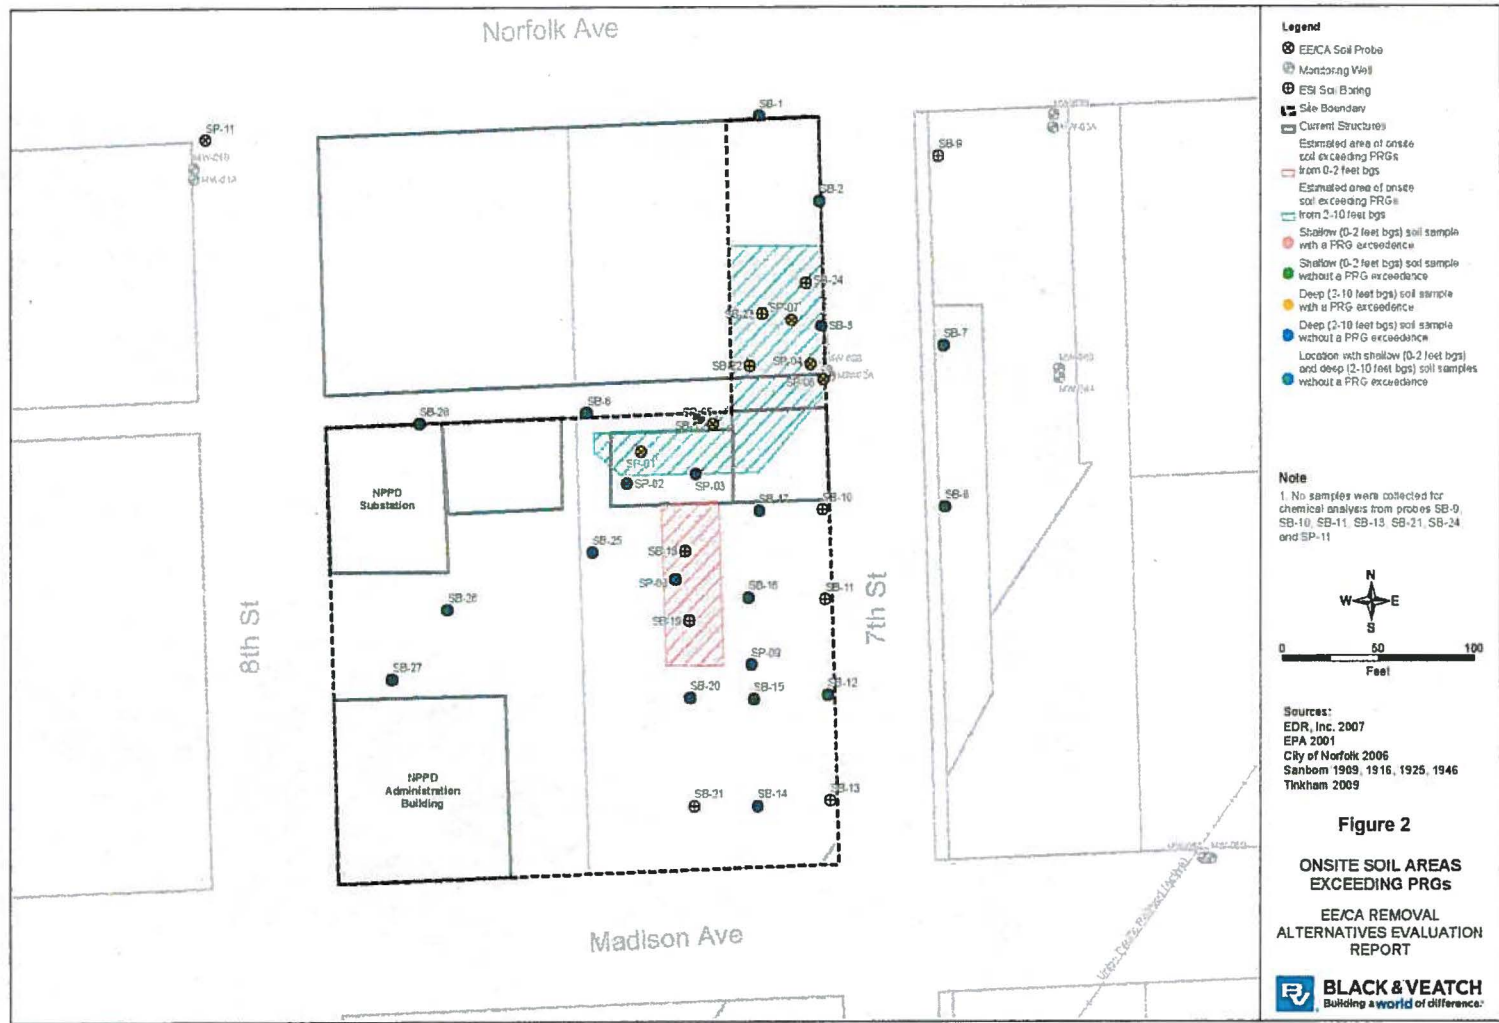 Norfolk Ave
SB-1
SP-11
SB-9
SB-2
SB-24
SP-07
SB-23
SB-7
SB-22
SP-04
SB-6
SB-28
SP-01
SP-02
SP-03
SB-8
SB-17
SB-10
NPPD
Substation
SB-25
SB-16
SB-11
SB-26
SB-19
8th St
7th St
SP-09
SB-27
SB-20
SB-15
SB-12
NPPD
Administration
Building
SB-21
SB-14
SB-13
Madison Ave
Legend
EE/CA Soil Probe
Monitoring Well
ESI Soil Boring
Site Boundary
Current Structures
Estimated area of onsite
soil exceeding PRGs
from 0-2 feet bgs
Estimated area of onsite
soil exceeding PRGs
from 2-10 feet bgs
Shallow (0-2 feet bgs) soil sample
with a PRG exceedence
Shallow (0-2 feet bgs) soil sample
without a PRG exceedence
Deep (2-10 feet bgs) soil sample
with a PRG exceedence
Deep (2-10 feet bgs) soil sample
without a PRG exceedence
Location with shallow (0-2 feet bgs)
and deep (2-10 feet bgs) soil samples
without a PRG exceedence
Note
1. No samples were collected for
chemical analysis from probes SB-9,
SB-10, SB-11, SB-13, SB-21, SB-24
and SP-11
N
W E
S
0 50 100
Feet
Sources:
EDR, Inc. 2007
EPA 2001
City of Norfolk 2006
Sanborn 1909, 1916, 1925, 1946
Tinkham 2009
Figure 2
ONSITE SOIL AREAS
EXCEEDING PRGs
EE/CA REMOVAL
ALTERNATIVES EVALUATION
REPORT
BV
BLACK & VEATCH
Building a world of difference.